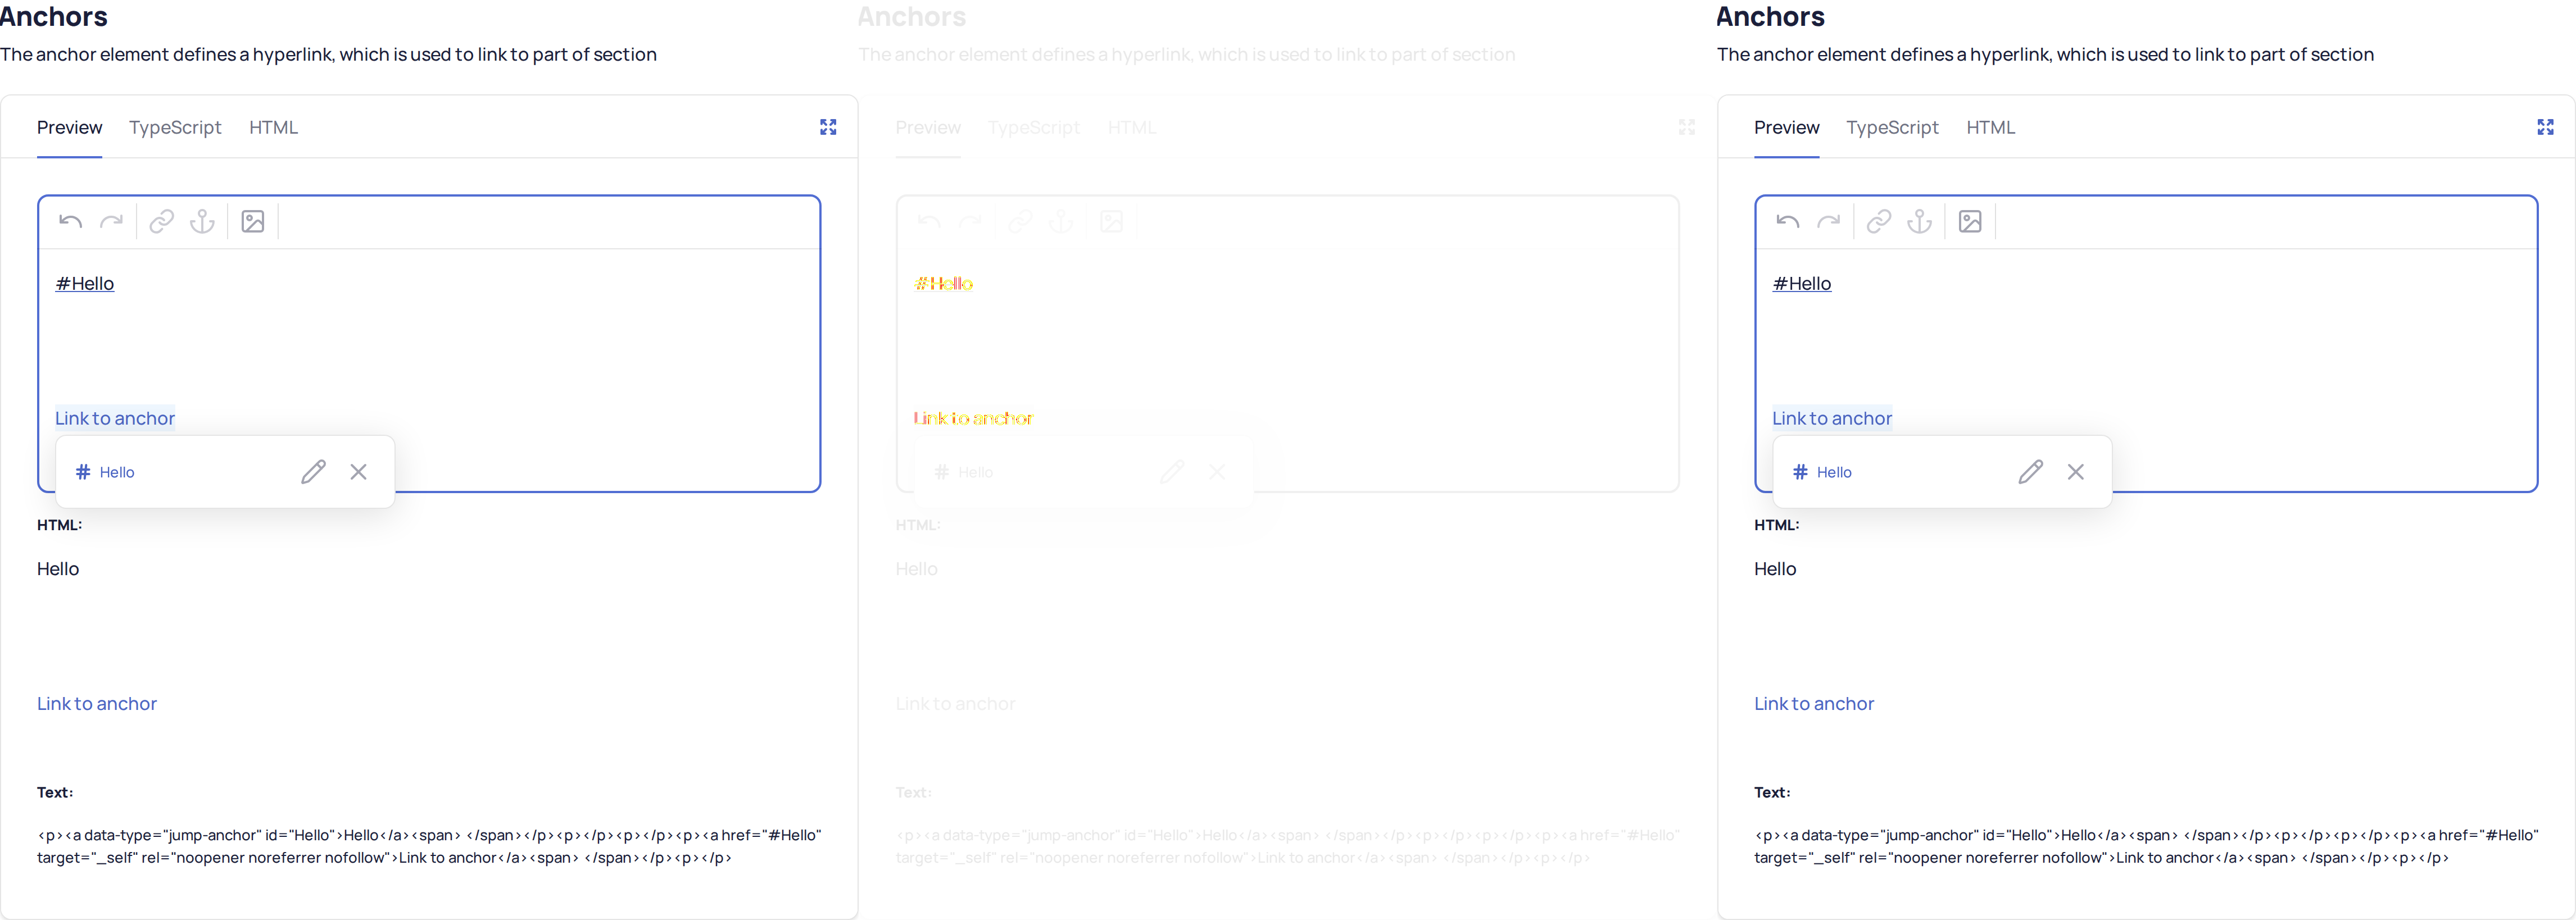 Anchors
The anchor element defines a hyperlink, which is used to link to part of section
Preview TypeScript HTML
#Hello
Link to anchor
# Hello
HTML:
Hello
Link to anchor
Text:
<p><a data-type="jump-anchor" id="Hello">Hello</a><span> </span></p><p></p><p></p><p><a href="#Hello"
target="_self" rel="noopener noreferrer nofollow">Link to anchor</a><span> </span></p><p></p>
Anchors
The anchor element defines a hyperlink, which is used to link to part of section
Preview TypeScript HTML
#Hello
Link to anchor
# Hello
HTML:
Hello
Link to anchor
Text:
<p><a data-type="jump-anchor" id="Hello">Hello</a><span> </span></p><p></p><p></p><p><a href="#Hello"
target="_self" rel="noopener noreferrer nofollow">Link to anchor</a><span> </span></p><p></p>
Anchors
The anchor element defines a hyperlink, which is used to link to part of section
Preview TypeScript HTML
#Hello
Link to anchor
# Hello
HTML:
Hello
Link to anchor
Text:
<p><a data-type="jump-anchor" id="Hello">Hello</a><span> </span></p><p></p><p></p><p><a href="#Hello"
target="_self" rel="noopener noreferrer nofollow">Link to anchor</a><span> </span></p><p></p>